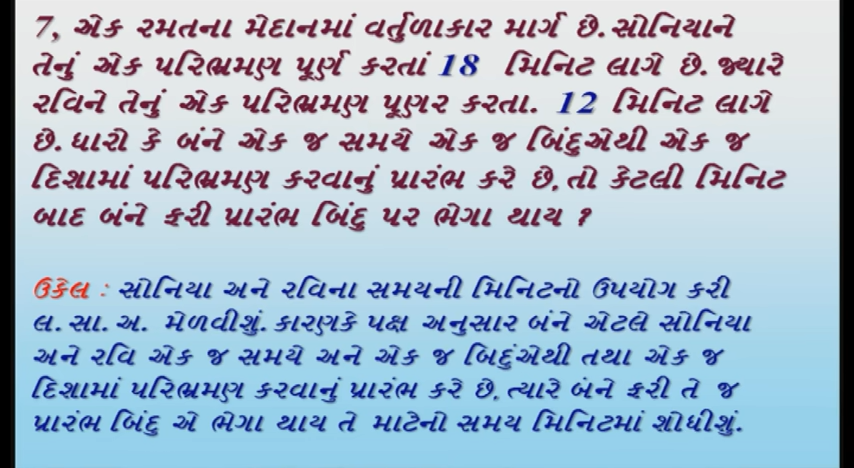 7, એક રમતના મેદાનમાં વર્તુળાકાર માર્ગ છે. સોનિયાને
તેનું એક પરિભ્રમણ પૂર્ણ કરતાં 18 મિનિટ લાગે છે. જ્યારે
રવિને તેનું એક પરિભ્રમણ પૂણર કરતા. 12 મિનિટ લાગે
છે. ધારો કે બંને એક જ સમયે એક જ બિંદુએથી એક જ
દિશામાં પરિભ્રમણ કરવાનું પ્રારંભ કરે છે, તો કેટલી મિનિટ
બાદ બંને ફરી પ્રારંભ બિંદુ પર ભેગા થાય ?
ઉકેલ : સોનિયા અને રવિના સમયની મિનિટનો ઉપયોગ કરી
લ. સા. અ. મેળવીશું. કારણકે પક્ષ અનુસાર બંને એટલે સોનિયા
અને રવિ એક જ સમયે અને એક જ બિદુંએથી તથા એક જ
દિશામાં પરિભ્રમણ કરવાનું પ્રારંભ કરે છે, ત્યારે બંને ફરી તે જ
પ્રારંભ બિંદુ એ ભેગા થાય તે માટેનો સમય મિનિટમાં શોધીશું.